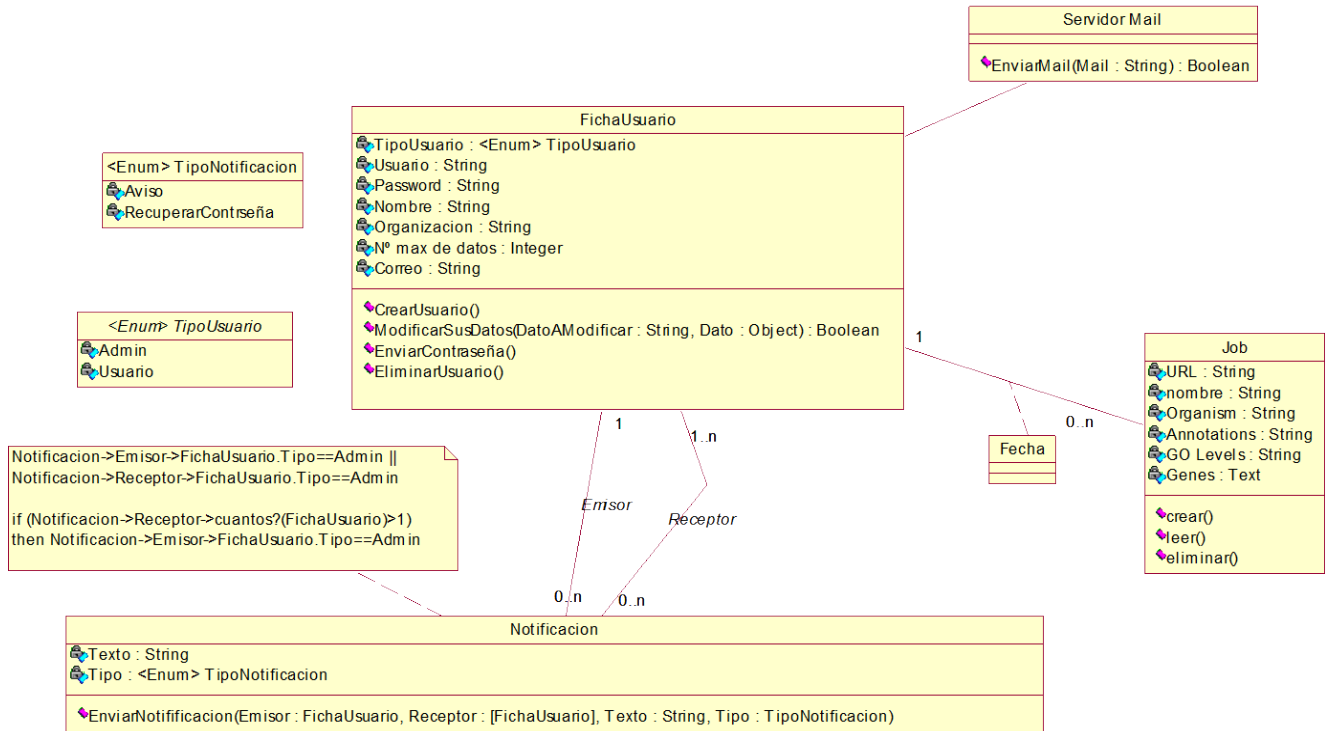 Servidor Mail
EnviarMail(Mail : String) : Boolean
FichaUsuario
TipoUsuario : <Enum> TipoUsuario
Usuario : String
Password : String
Nombre : String
Organizacion : String
Nº max de datos : Integer
Correo : String
CrearUsuario()
ModificarSusDatos(DatoAModificar : String, Dato : Object) : Boolean
EnviarContraseña()
EliminarUsuario()
<Enum> TipoNotificacion
Aviso
RecuperarContrseña
<Enum> TipoUsuario
Admin
Usuario
1
0..n
Fecha
Job
URL : String
nombre : String
Organism : String
Annotations : String
GO Levels : String
Genes : Text
crear()
leer()
eliminar()
1
1..n
Emisor
Receptor
0..n
0..n
Notificacion->Emisor->FichaUsuario.Tipo==Admin ||
Notificacion->Receptor->FichaUsuario.Tipo==Admin
if (Notificacion->Receptor->cuantos?(FichaUsuario)>1)
then Notificacion->Emisor->FichaUsuario.Tipo==Admin
Notificacion
Texto : String
Tipo : <Enum> TipoNotificacion
EnviarNotifificacion(Emisor : FichaUsuario, Receptor : [FichaUsuario], Texto : String, Tipo : TipoNotificacion)